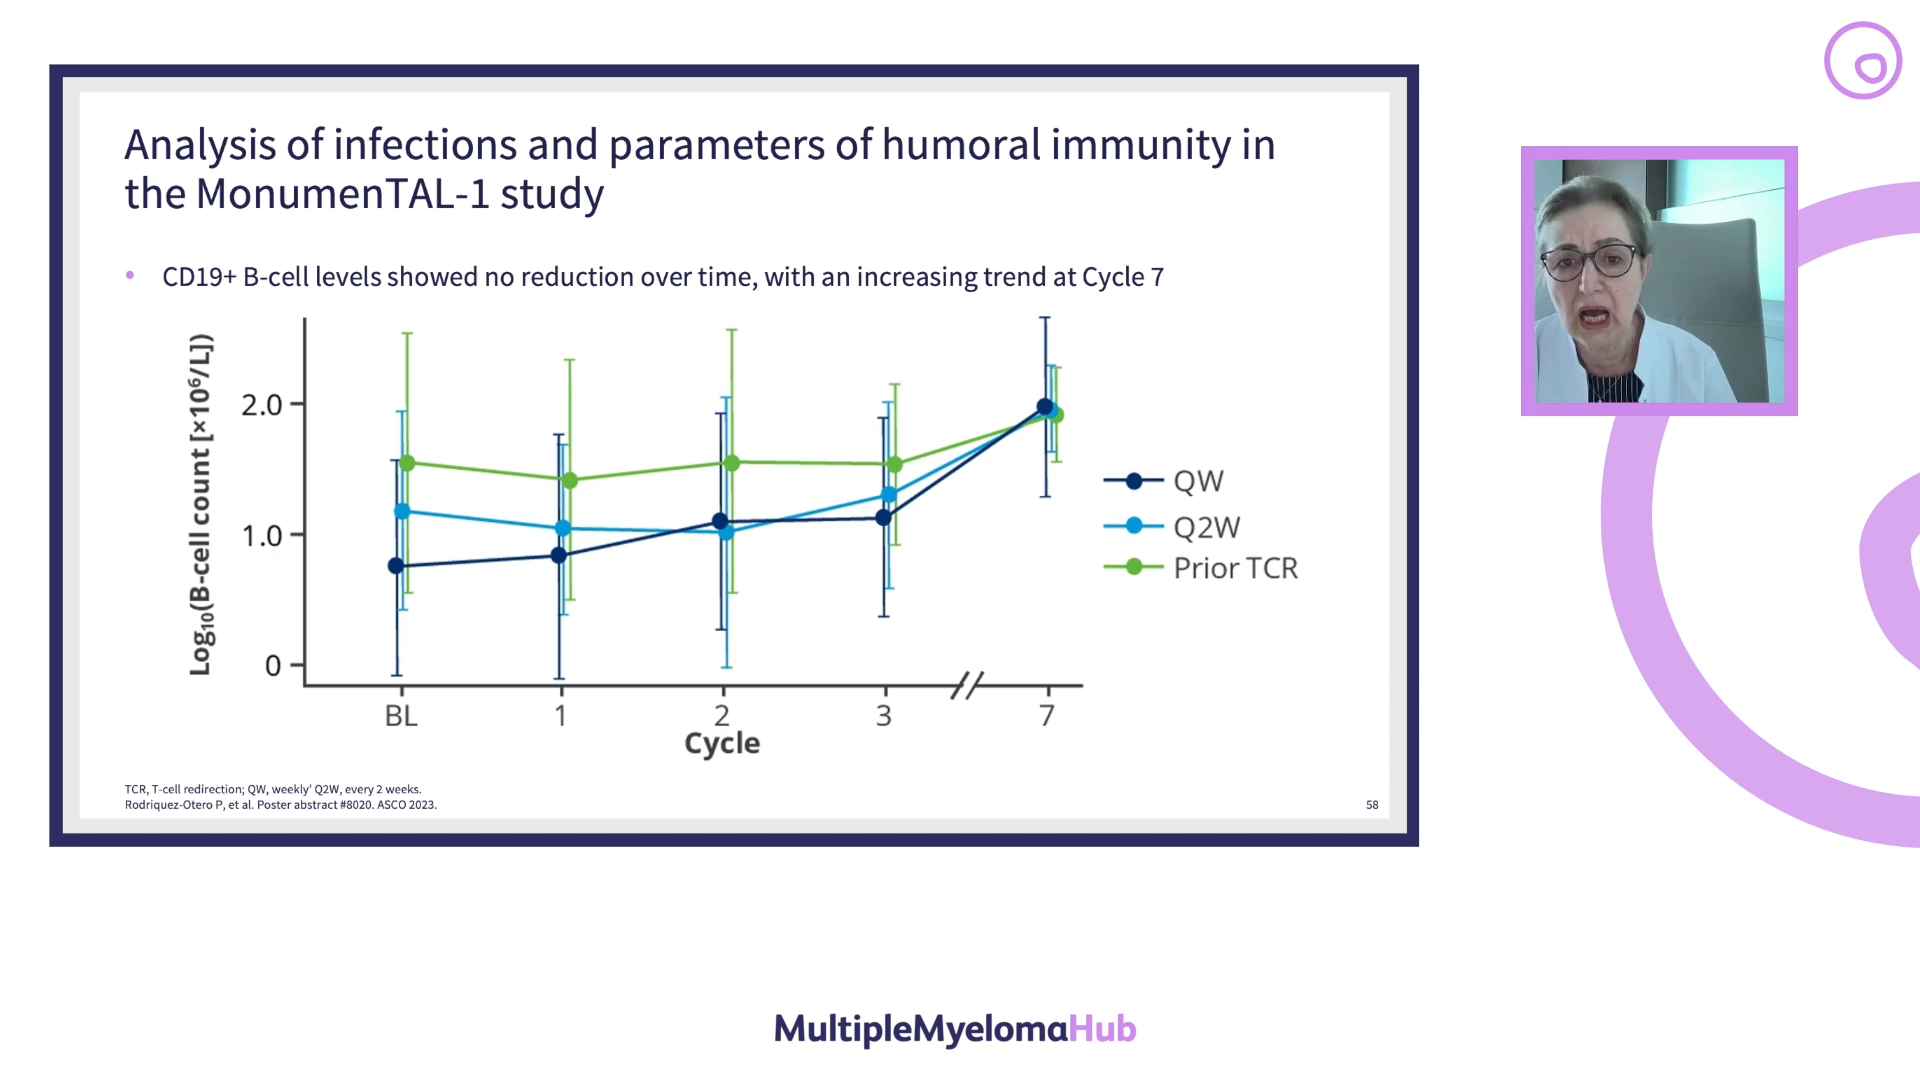 Analysis of infections and parameters of humoral immunity in
the MonumenTAL-1 study
• CD19+ B-cell levels showed no reduction over time, with an increasing trend at Cycle 7
Log₁₀(B-cell count [×10⁶/L])
2.0
1.0
0
BL 1 2 3 7
Cycle
QW
Q2W
Prior TCR
TCR, T-cell redirection; QW, weekly' Q2W, every 2 weeks.
Rodriquez-Otero P, et al. Poster abstract #8020. ASCO 2023.
58
MultipleMyelomaHub